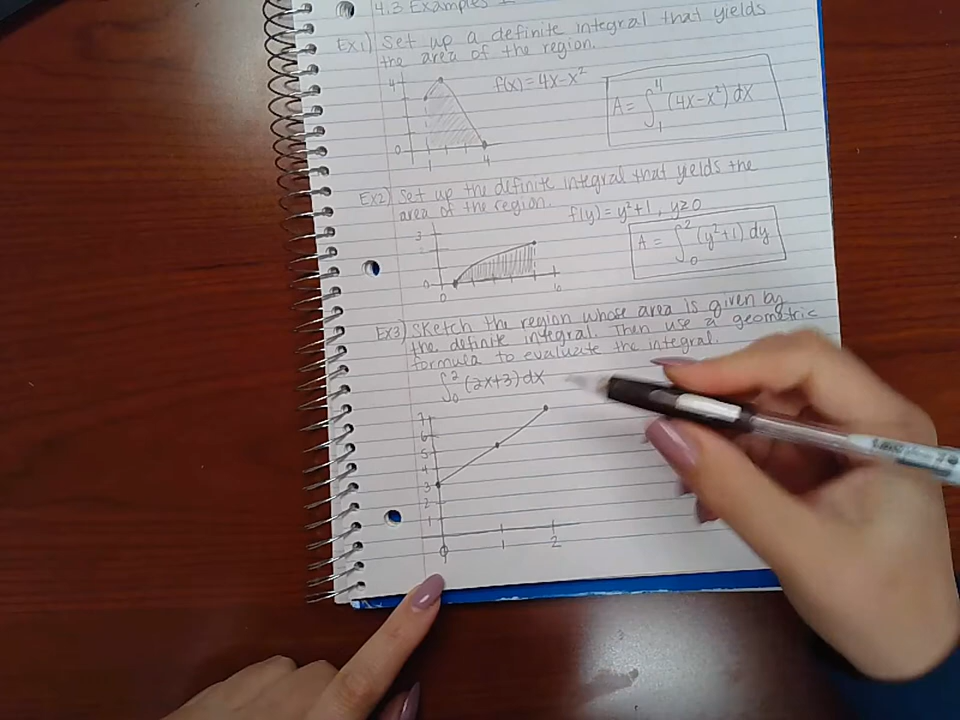 4.3 Examples
Ex1) Set up a definite integral that yields
the area of the region.
f(x) = 4x-x²
A = ∫₁⁴ (4x-x²) dx
4
0
1
4
Ex2) Set up the definite integral that yields the
area of the region.
f(y) = y²+1, y≥0
A = ∫₀² (y²+1) dy
3
0
0
6
Ex3) Sketch the region whose area is given by
the definite integral. Then use a geometric
formula to evaluate the integral.
∫₀² (2x+3) dx
7
6
5
4
3
2
1
0
1
2